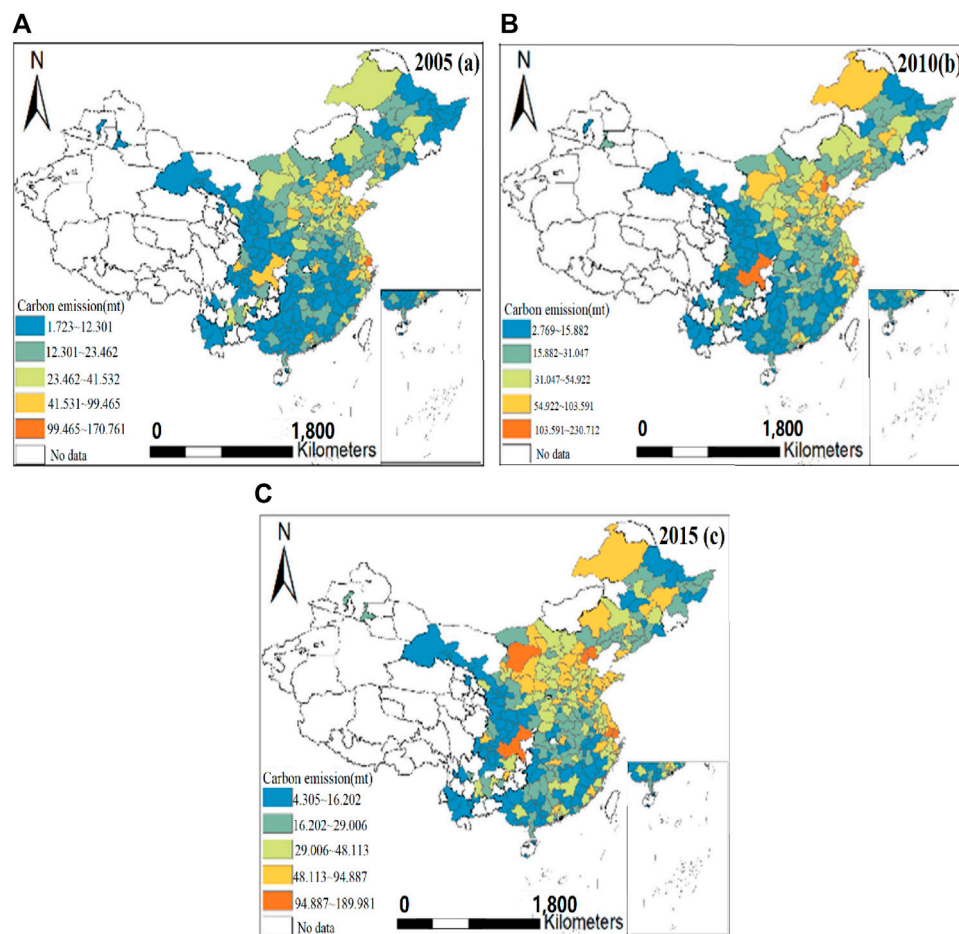 A
N
2005 (a)
Carbon emission(mt)
1.723~12.301
12.301~23.462
23.462~41.532
41.531~99.465
99.465~170.761
No data
0 1,800
Kilometers
B
N
2010(b)
Carbon emission(mt)
2.769~15.882
15.882~31.047
31.047~54.922
54.922~103.591
103.591~230.712
No data
0 1,800
Kilometers
C
N
2015 (c)
Carbon emission(mt)
4.305~16.202
16.202~29.006
29.006~48.113
48.113~94.887
94.887~189.981
No data
0 1,800
Kilometers